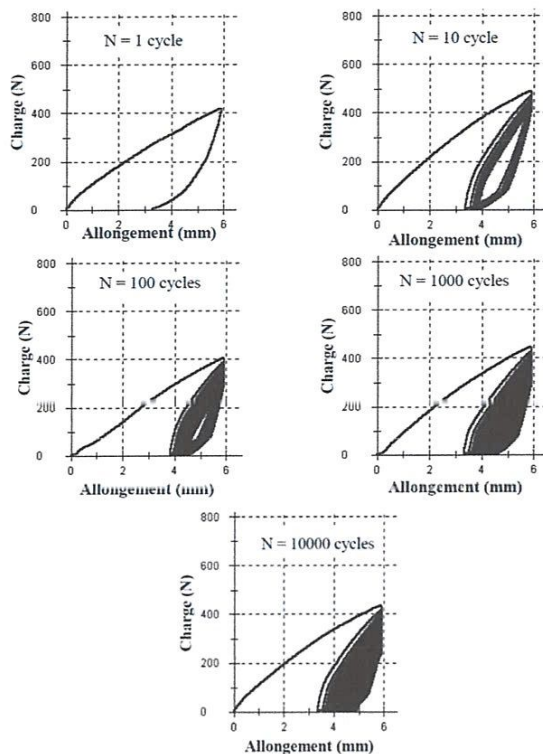 800
N = 1 cycle
600
400
200
0
0 2 4 6
Charge (N)
Allongement (mm)
800
N = 10 cycle
600
400
200
0
0 2 4 6
Charge (N)
Allongement (mm)
800
N = 100 cycles
600
400
200
0
0 2 4 6
Charge (N)
Allongement (mm)
800
N = 1000 cycles
600
400
200
0
0 2 4 6
Charge (N)
Allongement (mm)
800
N = 10000 cycles
600
400
200
0
0 2 4 6
Charge (N)
Allongement (mm)